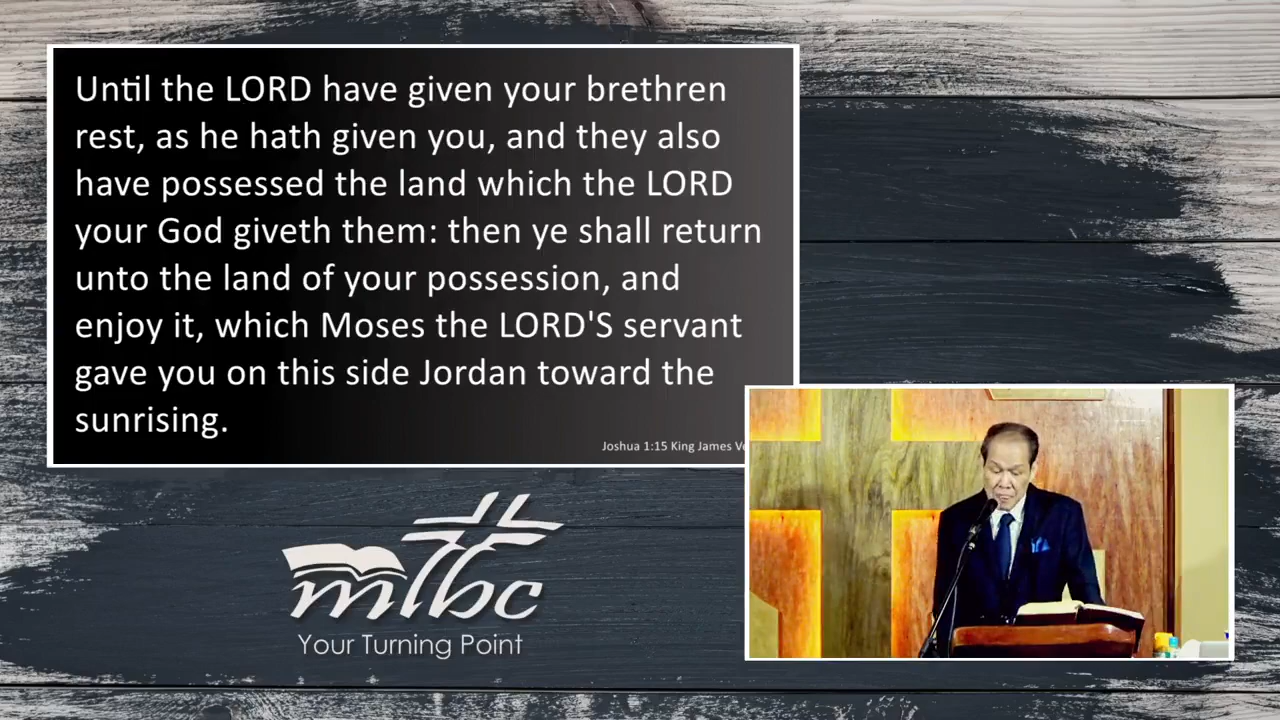 Until the LORD have given your brethren
rest, as he hath given you, and they also
have possessed the land which the LORD
your God giveth them: then ye shall return
unto the land of your possession, and
enjoy it, which Moses the LORD'S servant
gave you on this side Jordan toward the
sunrising.
Joshua 1:15 King James
mlbc
Your Turning Point